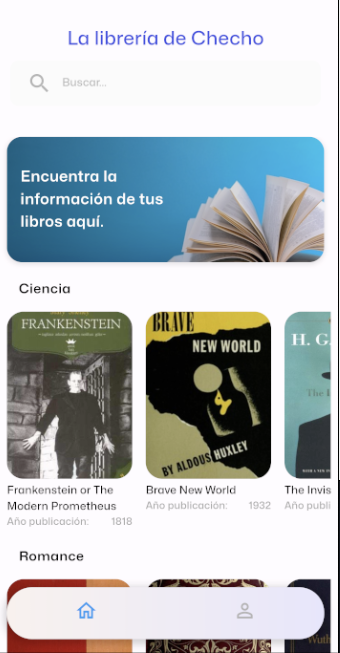 La librería de Checho
Buscar...
Encuentra la
información de tus
libros aquí.
Ciencia
FRANKENSTEIN
BRAVE
NEW WORLD
BY ALDOUS HUXLEY
H. G.
The I
Frankenstein or The
Modern Prometheus
Año publicación: 1818
Brave New World
Año publicación: 1932
The Invis
Año publi
Romance